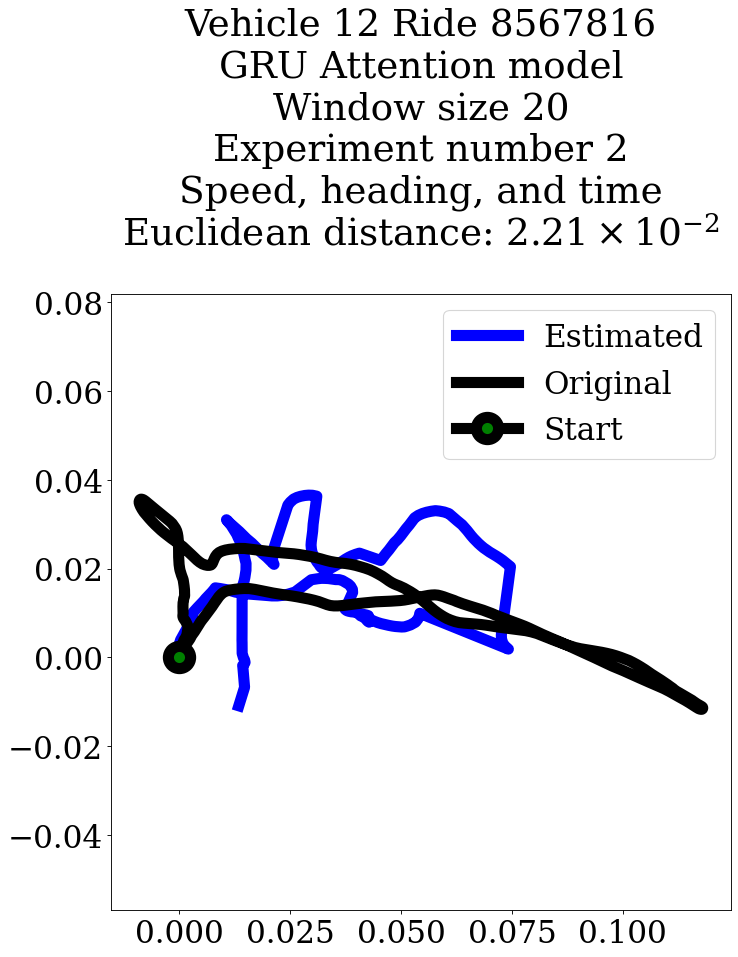 Vehicle 12 Ride 8567816
GRU Attention model
Window size 20
Experiment number 2
Speed, heading, and time
Euclidean distance: 2.21 × 10⁻²
Estimated
Original
Start
0.08
0.06
0.04
0.02
0.00
−0.02
−0.04
0.000 0.025 0.050 0.075 0.100